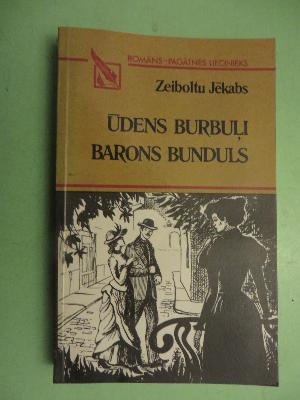 ROMĀNS–PAGĀTNES LIECINIEKS
Zeiboltu Jēkabs
ŪDENS BURBUĻI
BARONS BUNDULS